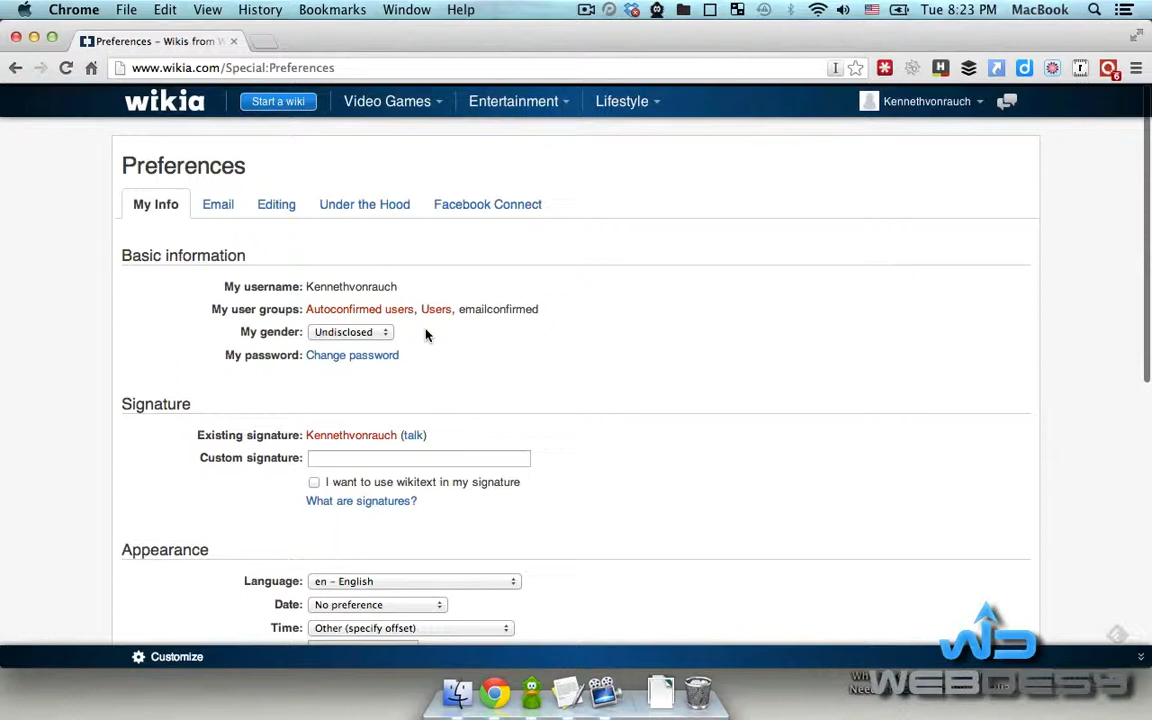 Chrome File Edit View History Bookmarks Window Help Tue 8:23 PM MacBook
Preferences – Wikis from W
www.wikia.com/Special:Preferences
wikia Start a wiki Video Games Entertainment Lifestyle Kennethvonrauch
Preferences
My Info Email Editing Under the Hood Facebook Connect
Basic information
My username: Kennethvonrauch
My user groups: Autoconfirmed users, Users, emailconfirmed
My gender: Undisclosed
My password: Change password
Signature
Existing signature: Kennethvonrauch (talk)
Custom signature:
I want to use wikitext in my signature
What are signatures?
Appearance
Language: en – English
Date: No preference
Time: Other (specify offset)
Customize
WEBDESY